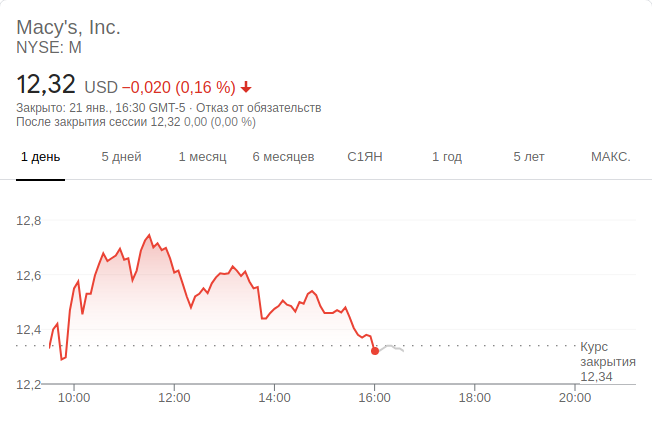 Macy's, Inc.
NYSE: M
12,32 USD −0,020 (0,16 %)
Закрыто: 21 янв., 16:30 GMT-5 · Отказ от обязательств
После закрытия сессии 12,32 0,00 (0,00 %)
1 день 5 дней 1 месяц 6 месяцев С1ЯН 1 год 5 лет МАКС.
12,8
12,6
12,4
Курс
закрытия
12,34
12,2
10:00 12:00 14:00 16:00 18:00 20:00